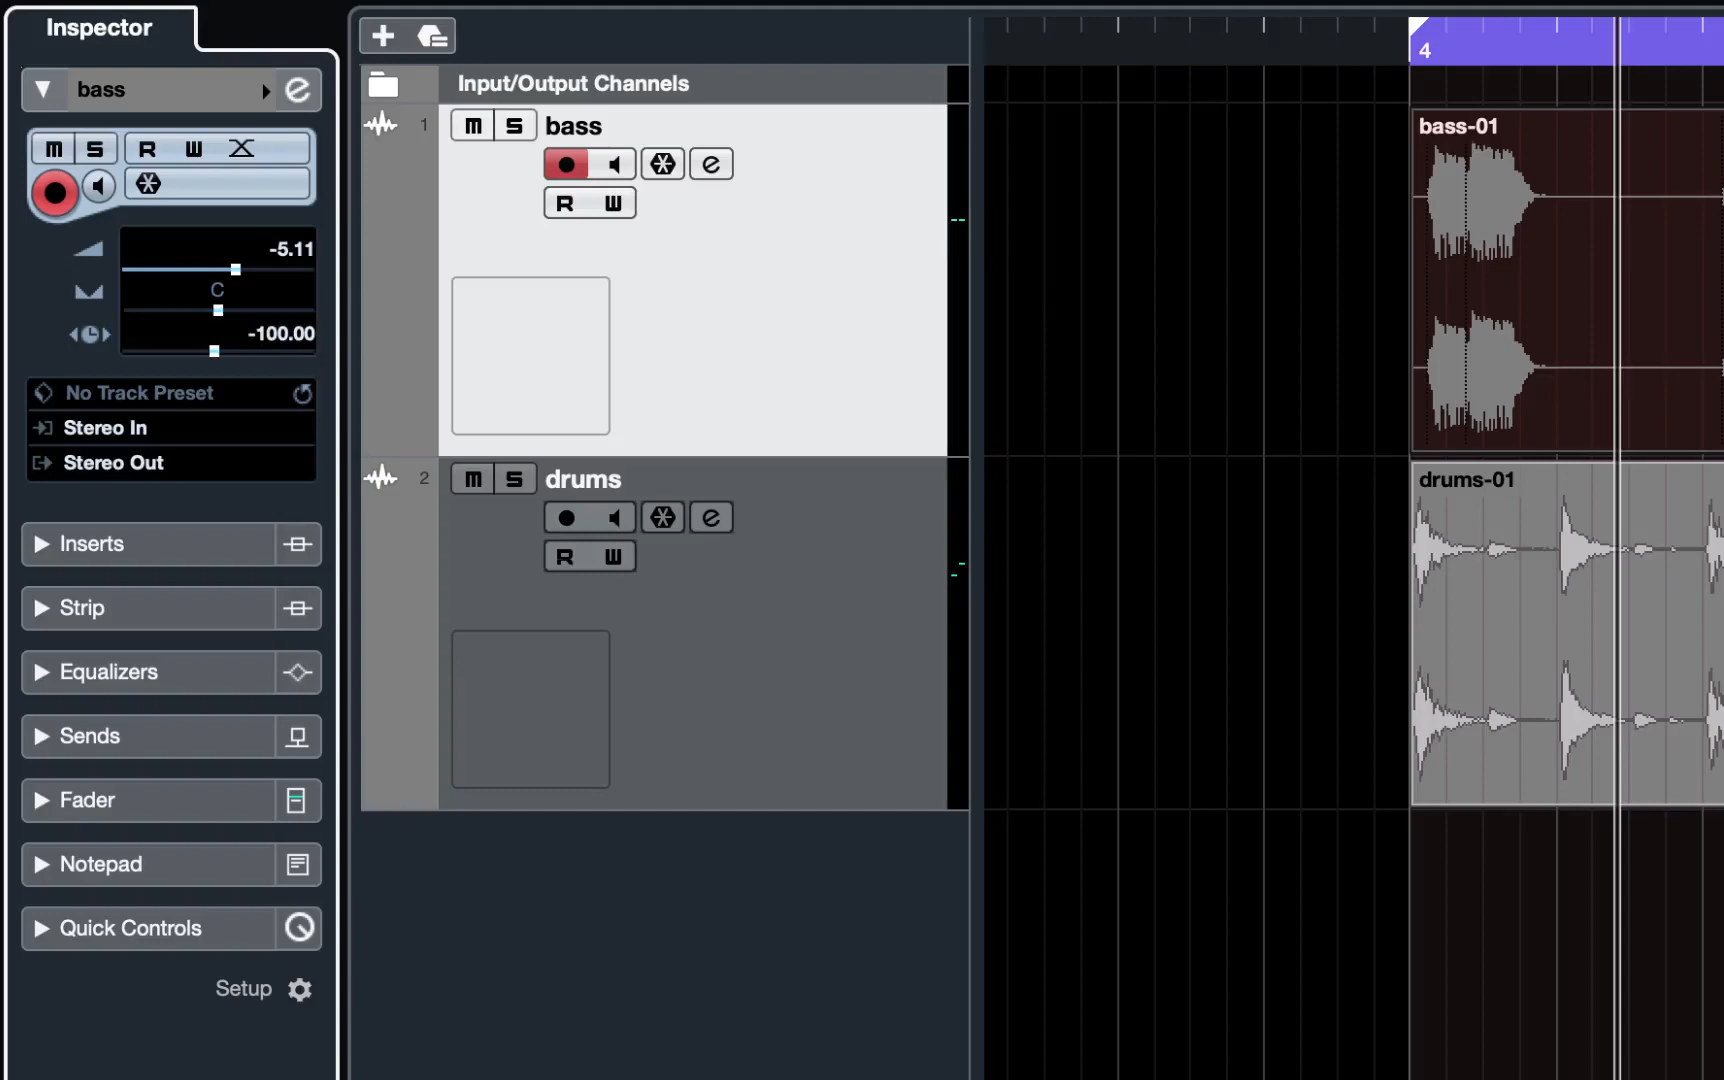 Inspector
bass
M S R W
-5.11
C
-100.00
No Track Preset
Stereo In
Stereo Out
Inserts
Strip
Equalizers
Sends
Fader
Notepad
Quick Controls
Setup
Input/Output Channels
1 M S bass
e
R W
2 M S drums
e
R W
4
bass-01
drums-01